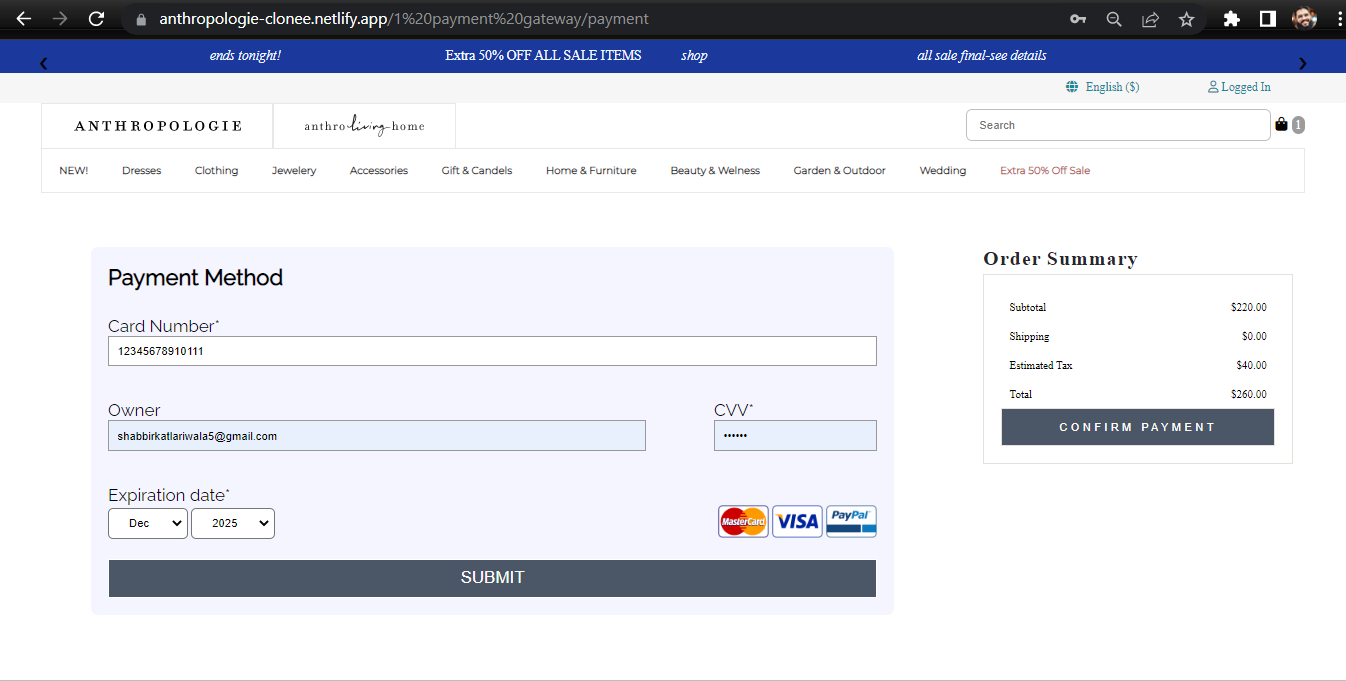 anthropologie-clonee.netlify.app/1%20payment%20gateway/payment
ends tonight! Extra 50% OFF ALL SALE ITEMS shop all sale final-see details
English ($) Logged In
ANTHROPOLOGIE anthro living home Search 1
NEW! Dresses Clothing Jewelery Accessories Gift & Candels Home & Furniture Beauty & Welness Garden & Outdoor Wedding Extra 50% Off Sale
Payment Method
Card Number*
12345678910111
Owner CVV*
shabbirkatlariwala5@gmail.com ••••••
Expiration date*
Dec 2025 MasterCard VISA PayPal
SUBMIT
Order Summary
Subtotal $220.00
Shipping $0.00
Estimated Tax $40.00
Total $260.00
CONFIRM PAYMENT